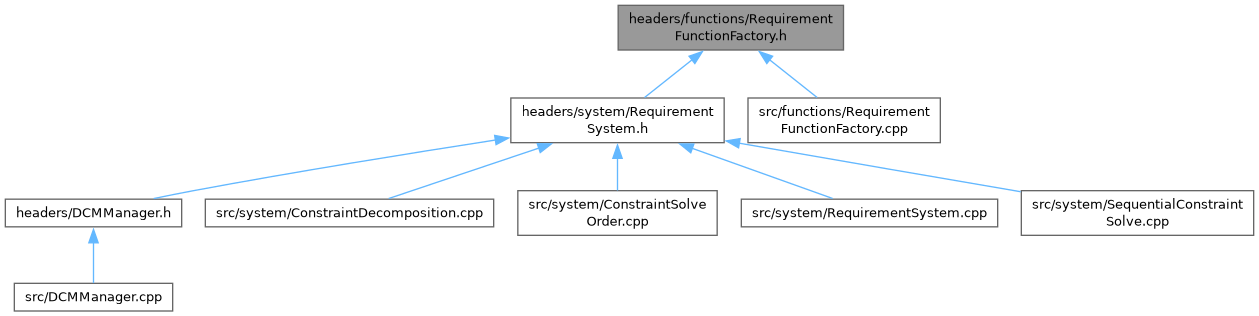 headers/functions/Requirement
FunctionFactory.h
headers/system/Requirement
System.h
src/functions/Requirement
FunctionFactory.cpp
headers/DCMManager.h
src/system/ConstraintDecomposition.cpp
src/system/ConstraintSolve
Order.cpp
src/system/RequirementSystem.cpp
src/system/SequentialConstraint
Solve.cpp
src/DCMManager.cpp